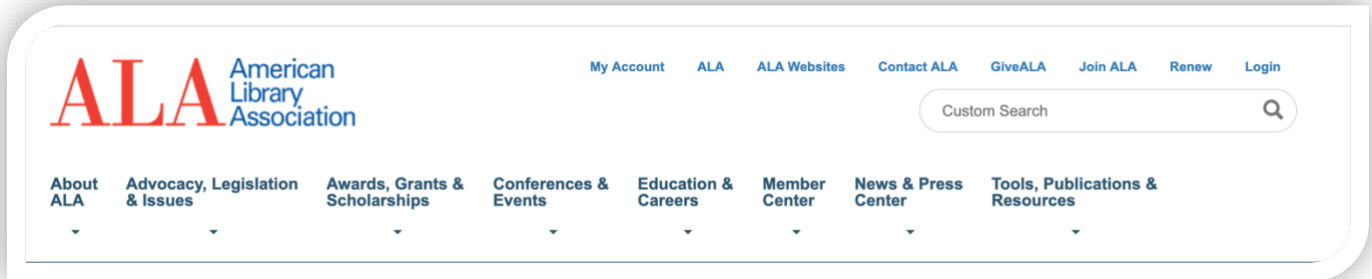 ALA American
Library
Association
My Account ALA ALA Websites Contact ALA GiveALA Join ALA Renew Login
Custom Search
About
ALA
Advocacy, Legislation
& Issues
Awards, Grants &
Scholarships
Conferences &
Events
Education &
Careers
Member
Center
News & Press
Center
Tools, Publications &
Resources